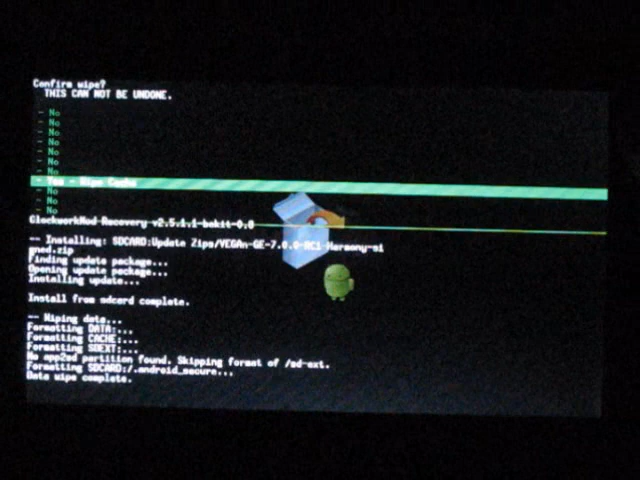 Confirm wipe?
THIS CAN NOT BE UNDONE.
- No
- No
- No
- No
- No
- No
- No
- Yes - Wipe Cache
- No
- No
- No
ClockworkMod Recovery v2.5.1.1-bekit-0.8
-- Installing: SDCARD:Update Zips/VEGAn-GE-7.0.0-RC1-Harmony-si
gned.zip
Finding update package...
Opening update package...
Installing update...
Install from sdcard complete.
-- Wiping data...
Formatting DATA:...
Formatting CACHE:...
Formatting SDEXT:...
No app2sd partition found. Skipping format of /sd-ext.
Formatting SDCARD:/.android_secure...
Data wipe complete.